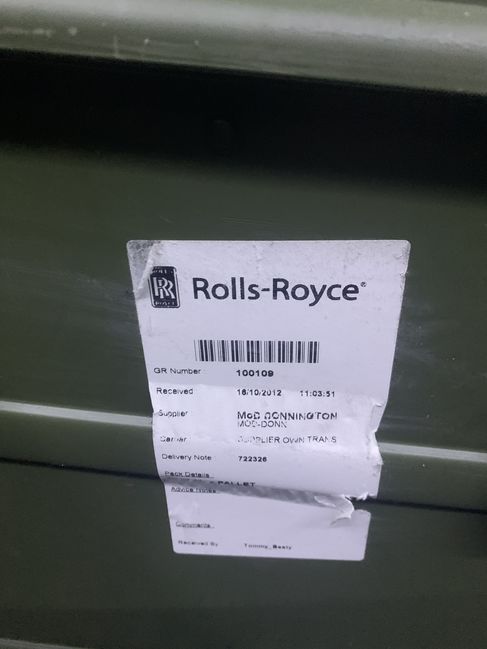 RR
Rolls-Royce®
GR Number 100109
Received 16/10/2012 11:03:51
Supplier MoD DONNINGTON
MOD-DONN
Carrier SUPPLIER OWN TRANS
Delivery Note 722326
Pack Details
PALLET
Advice Notes
Comments
Received By Tommy_Beaty